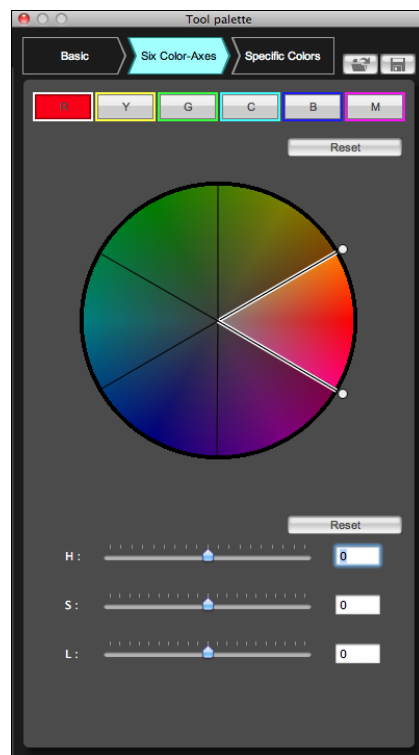 Tool palette
Basic Six Color-Axes Specific Colors
R Y G C B M
Reset
Reset
H : 0
S : 0
L : 0